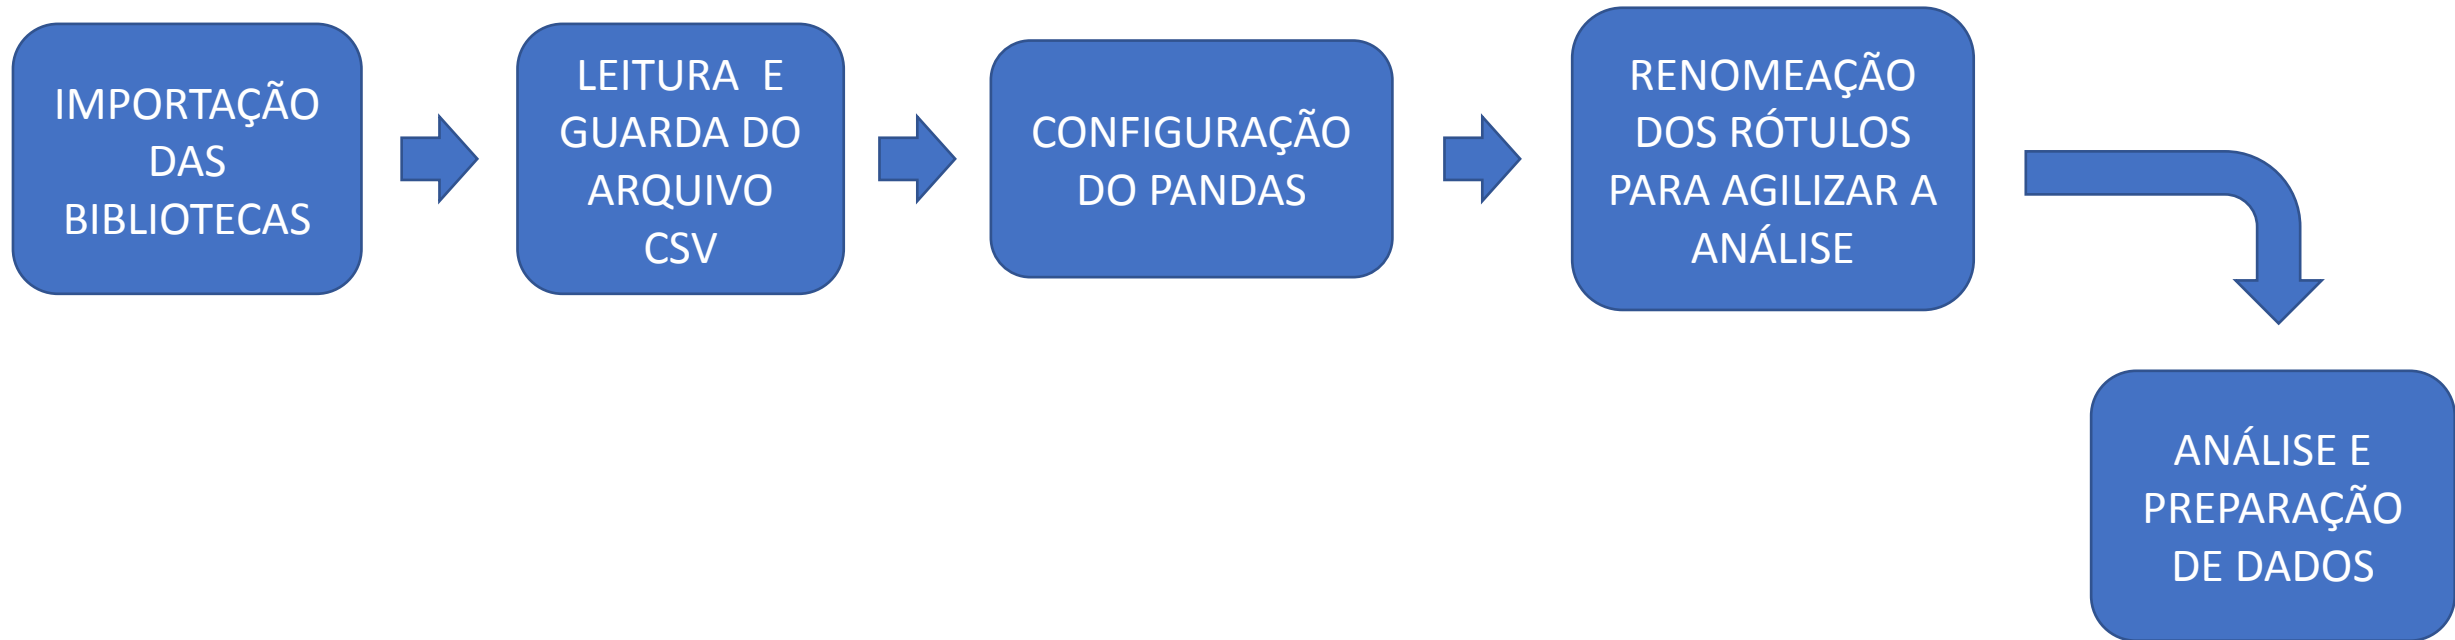 IMPORTAÇÃO
DAS
BIBLIOTECAS
LEITURA  E
GUARDA DO
ARQUIVO
CSV
CONFIGURAÇÃO
DO PANDAS
RENOMEAÇÃO
DOS RÓTULOS
PARA AGILIZAR A
ANÁLISE
ANÁLISE E
PREPARAÇÃO
DE DADOS